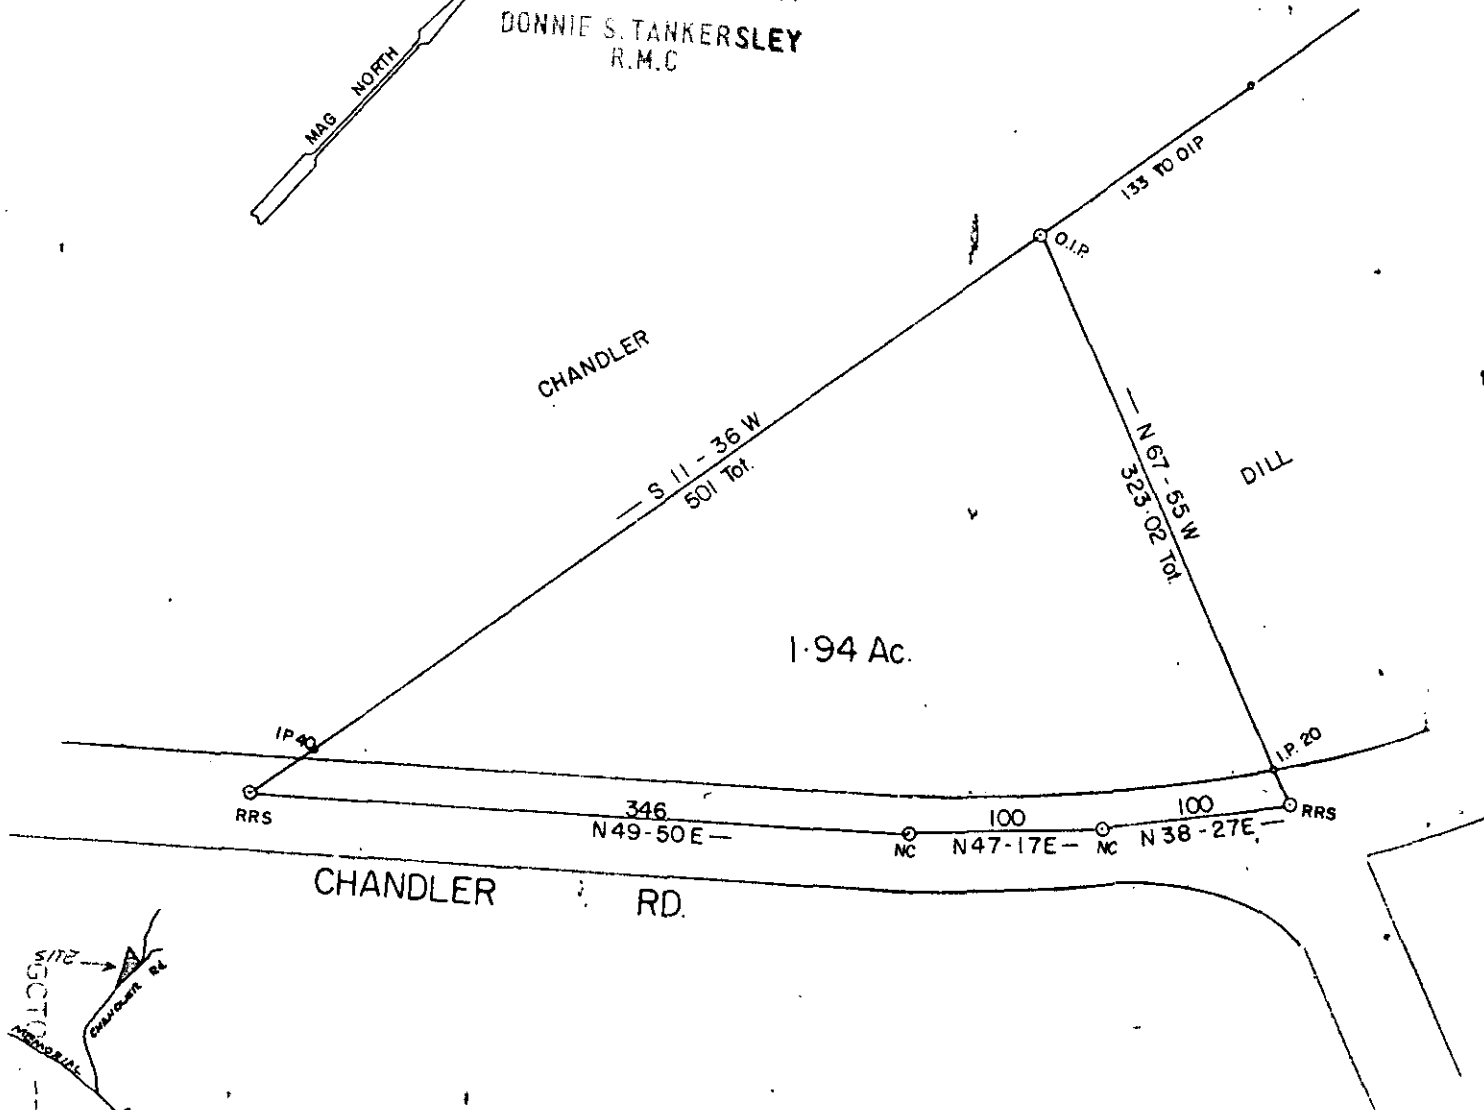 DONNIE S. TANKERSLEY
R.M.C
MAG NORTH
133 TO OIP
O.I.P.
CHANDLER
— S 11 - 36 W
501 Tot.
— N 67 - 55 W
323.02 Tot.
DILL
1.94 Ac.
IP 40
I.P. 20
RRS
346
N49-50E—
NC
100
N47-17E—
NC
100
N38-27E—
RRS
CHANDLER RD.
SITE
CHANDLER Rd
GCTO
MEMORIAL